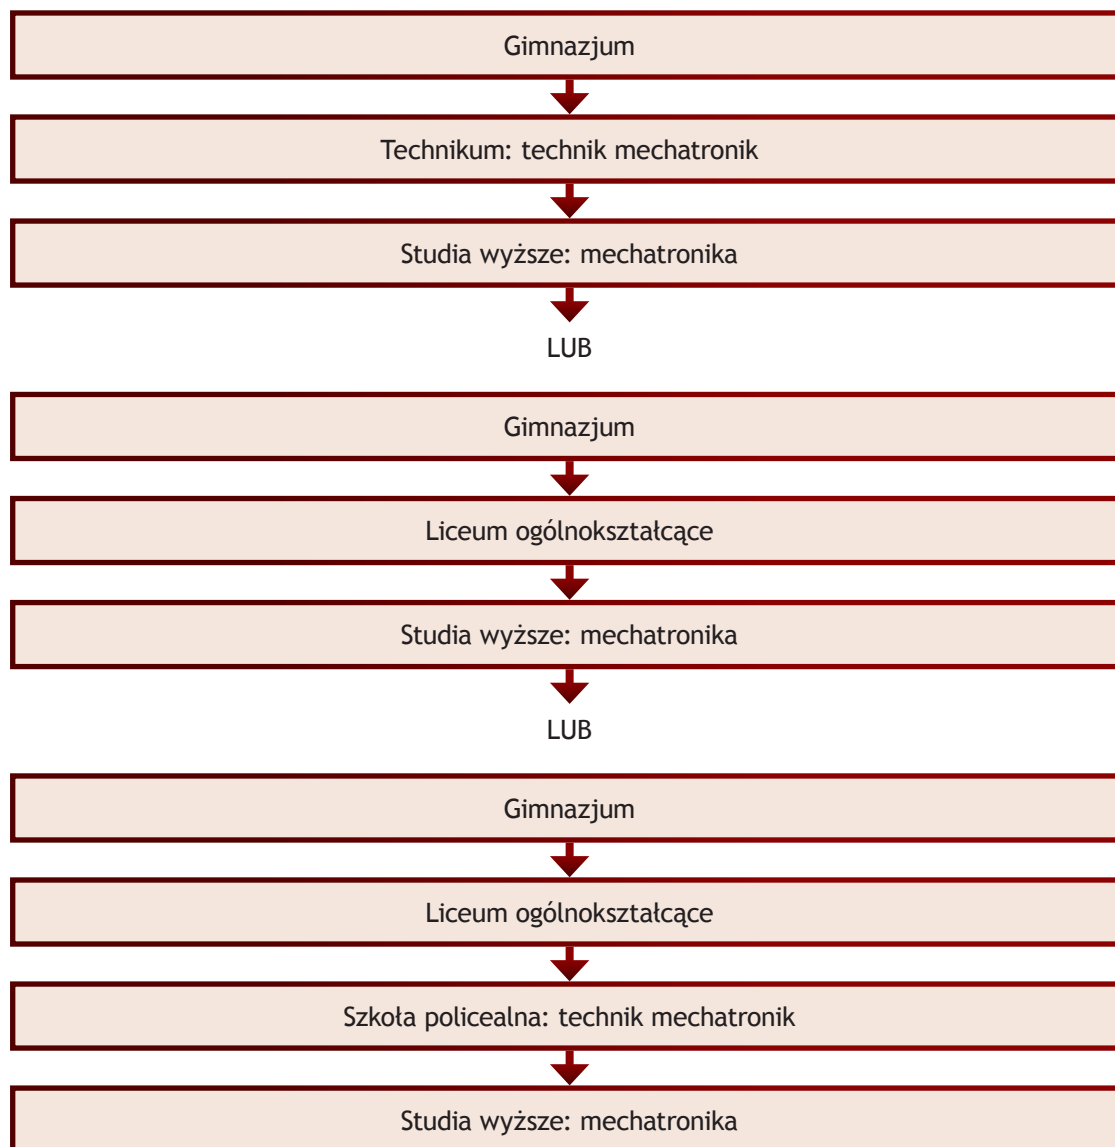 Gimnazjum
Technikum: technik mechatronik
Studia wyższe: mechatronika
LUB
Gimnazjum
Liceum ogólnokształcące
Studia wyższe: mechatronika
LUB
Gimnazjum
Liceum ogólnokształcące
Szkoła policealna: technik mechatronik
Studia wyższe: mechatronika